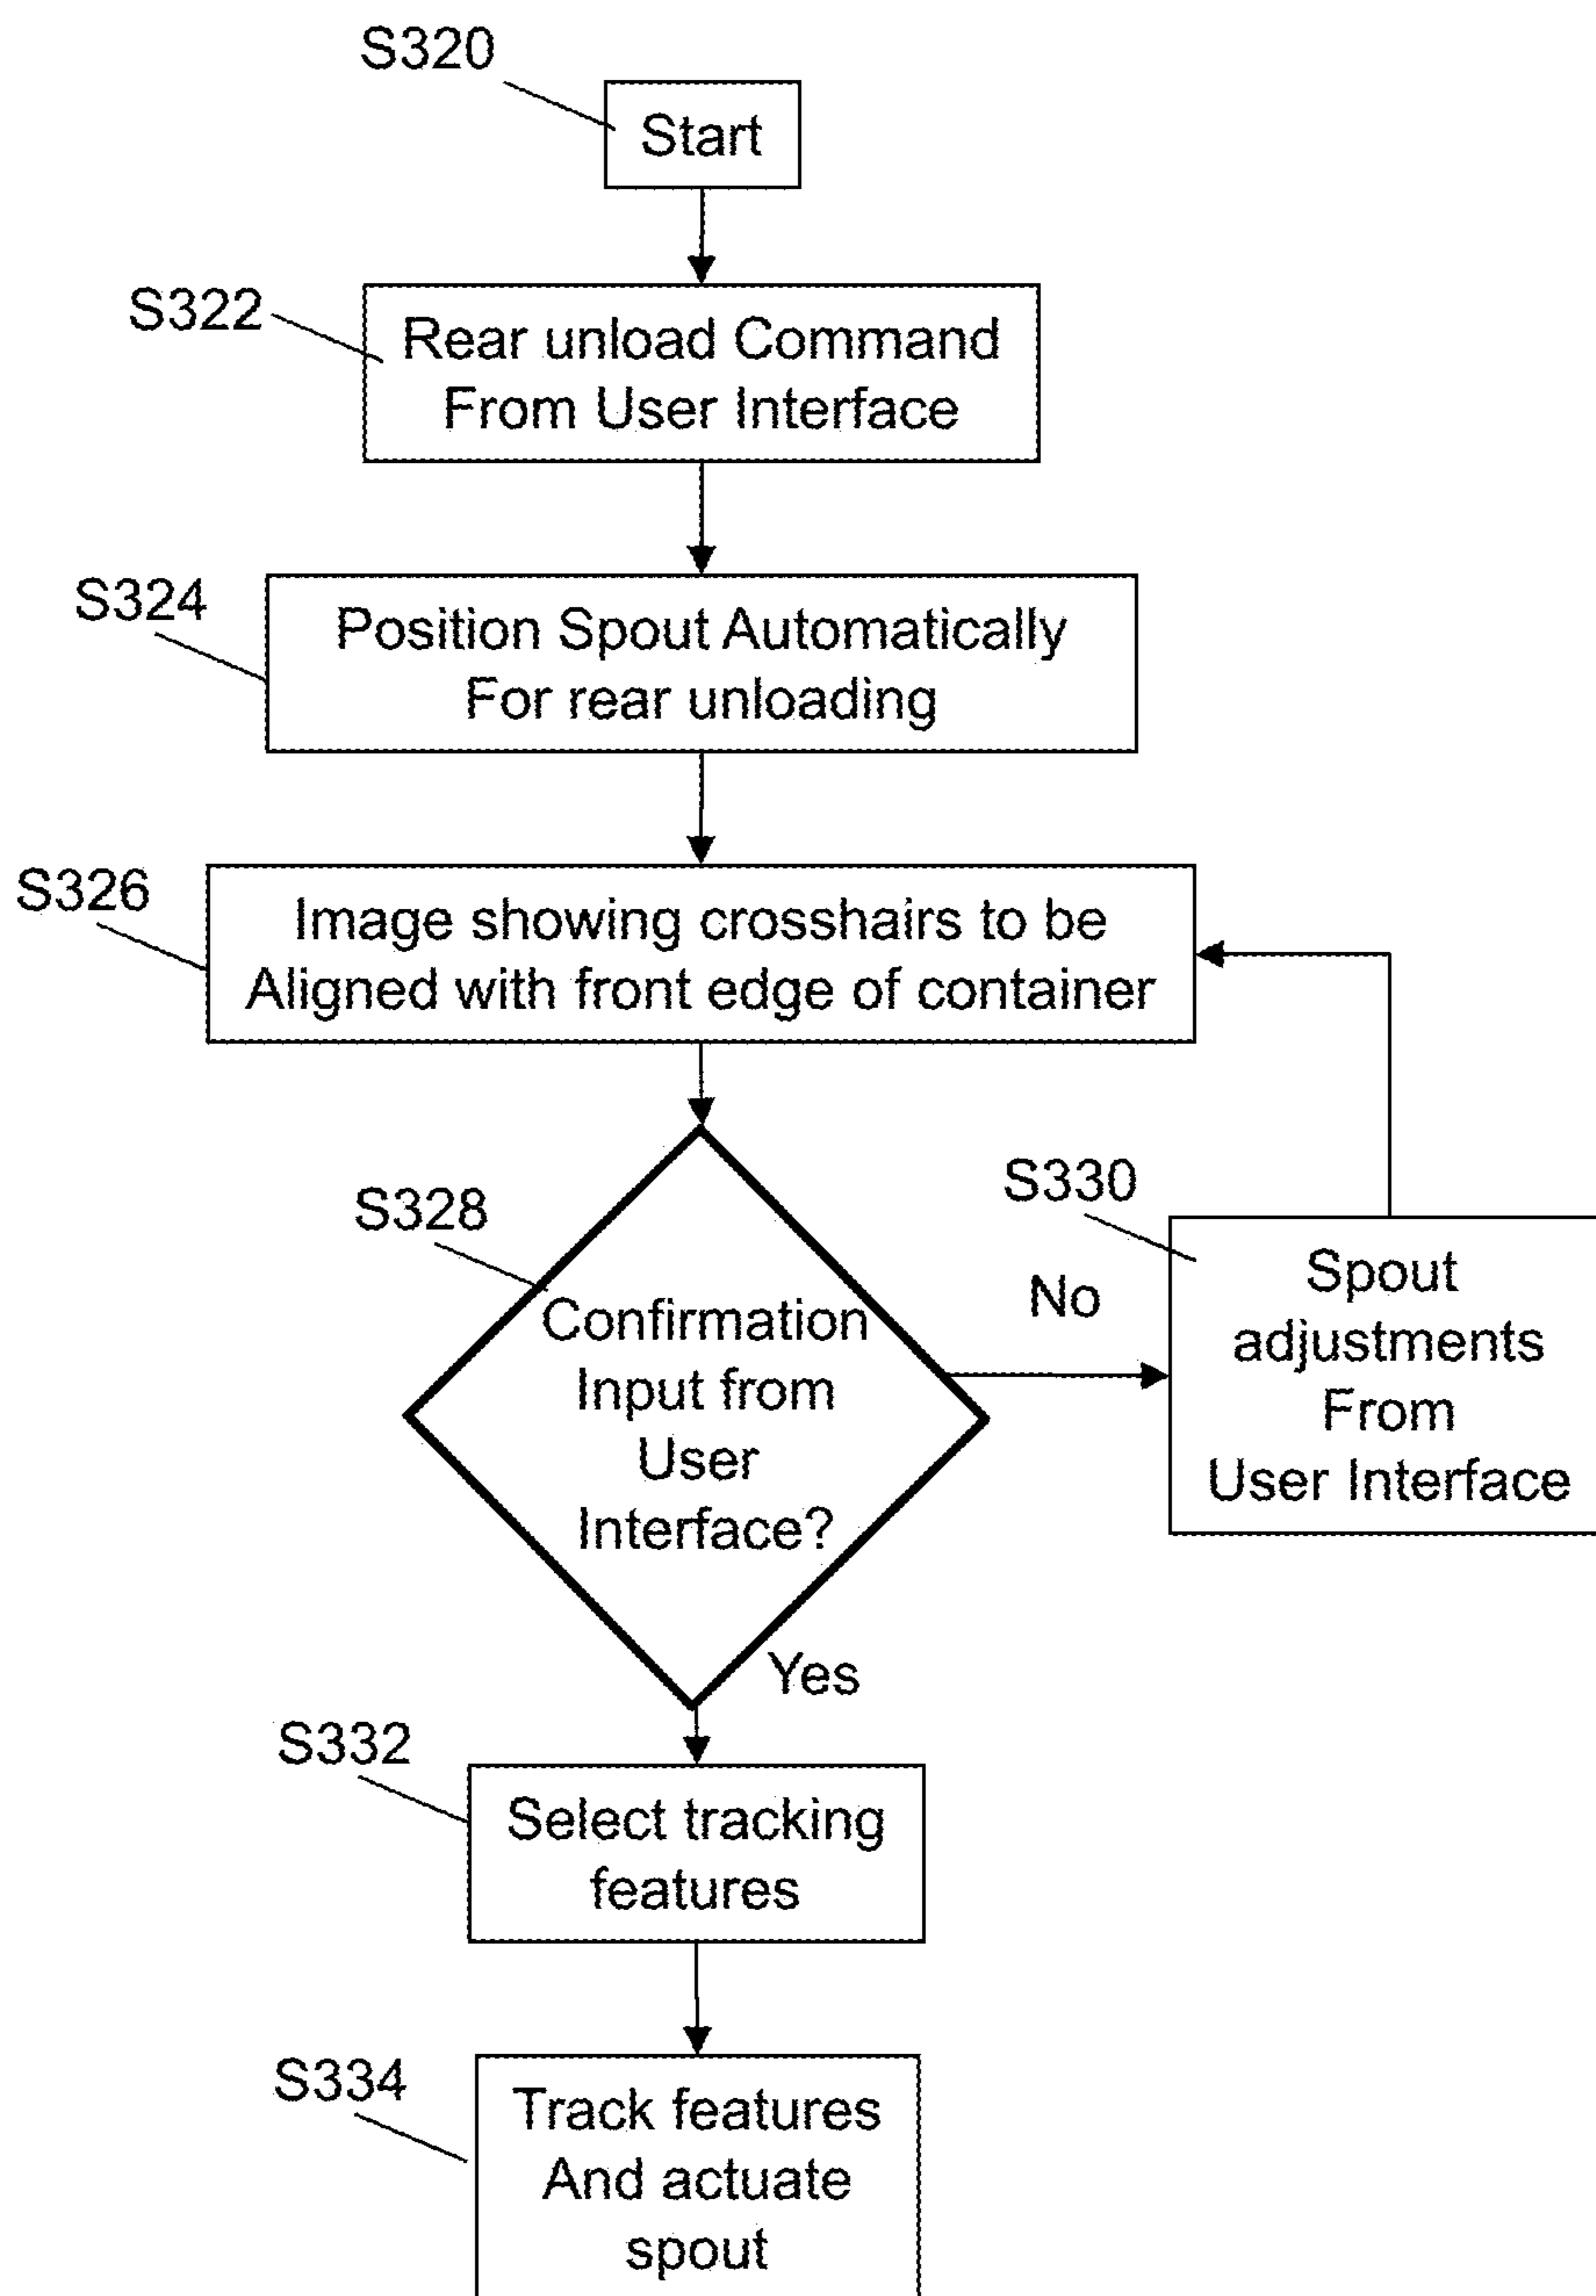 S320
Start
S322
Rear unload Command
From User Interface
S324
Position Spout Automatically
For rear unloading
S326
Image showing crosshairs to be
Aligned with front edge of container
S328
Confirmation
Input from
User
Interface?
No
S330
Spout
adjustments
From
User Interface
Yes
S332
Select tracking
features
S334
Track features
And actuate
spout